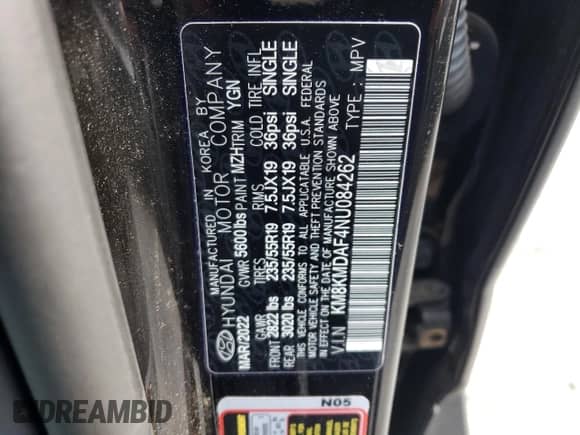 MANUFACTURED IN KOREA BY
HYUNDAI MOTOR COMPANY
MAR/2022 GVWR 5600 lbs PAINT MZH TRIM YGN
GAWR TIRES RIMS COLD TIRE INFL
FRONT 2822 lbs 235/55R19 7.5JX19 36psi SINGLE
REAR 3020 lbs 235/55R19 7.5JX19 36psi SINGLE
THIS VEHICLE CONFORMS TO ALL APPLICABLE U.S.A. FEDERAL
MOTOR VEHICLE SAFETY AND THEFT PREVENTION STANDARDS
IN EFFECT ON THE DATE OF MANUFACTURE SHOWN ABOVE
V.I.N KM8KMDAF4NU084262 TYPE : MPV
N05
DREAMBID